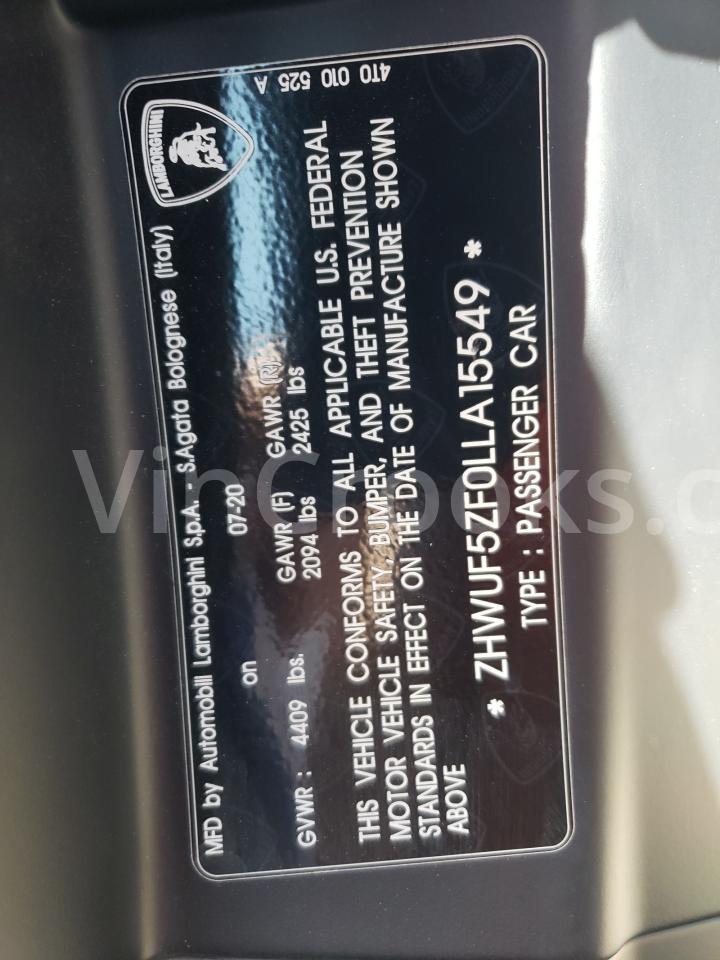 LAMBORGHINI
4T0 010 525 A
MFD by Automobili Lamborghini S.p.A. - S.Agata Bolognese (Italy)
on 07-20
GVWR : 4409 lbs. GAWR (F) 2094 lbs GAWR (R) 2425 lbs
THIS VEHICLE CONFORMS TO ALL APPLICABLE U.S. FEDERAL
MOTOR VEHICLE SAFETY, BUMPER, AND THEFT PREVENTION
STANDARDS IN EFFECT ON THE DATE OF MANUFACTURE SHOWN
ABOVE
* ZHWUF5ZF0LLA15549 *
TYPE : PASSENGER CAR
VinCrooks.c